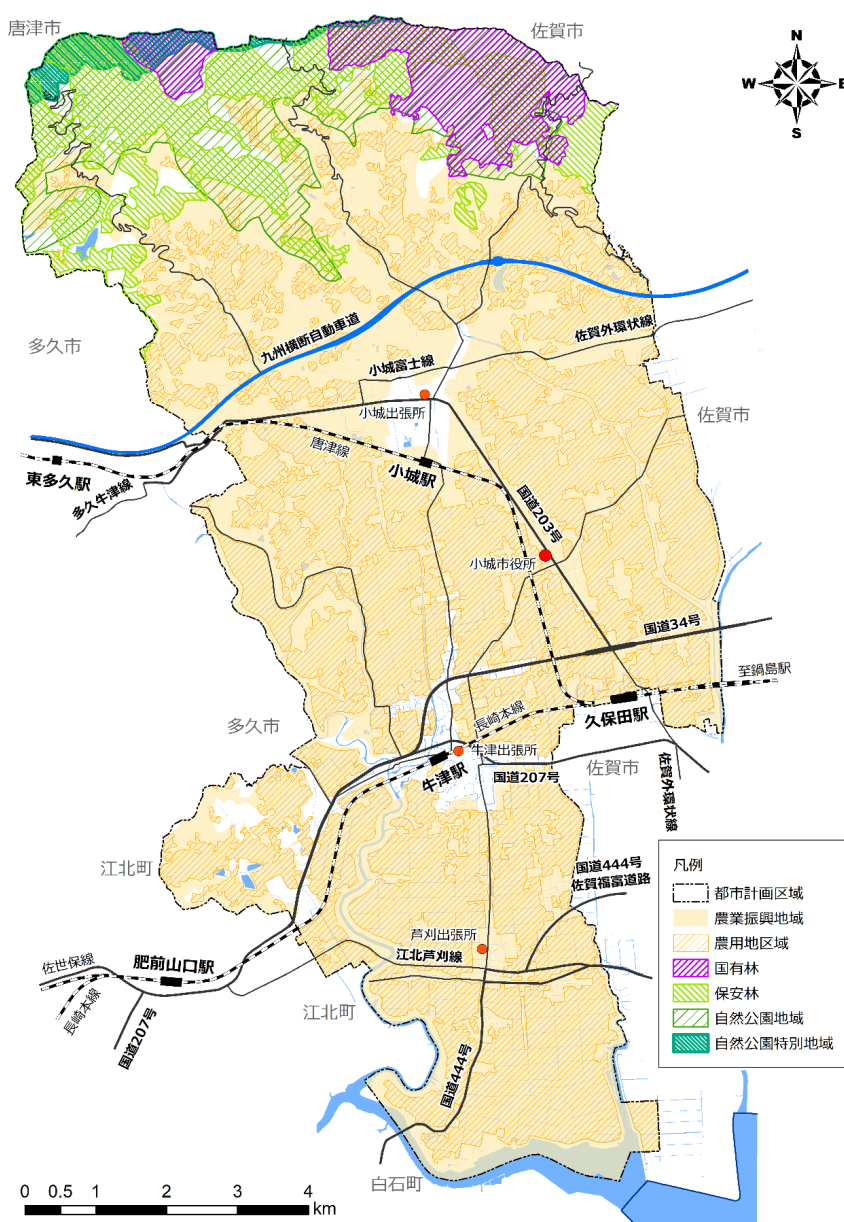 唐津市
佐賀市
N
W
E
S
多久市
九州横断自動車道
佐賀外環状線
小城富士線
小城出張所
佐賀市
唐津線
小城駅
東多久駅
多久牛津線
国道203号
小城市役所
国道34号
至鍋島駅
多久市
長崎本線
久保田駅
牛津出張所
牛津駅
国道207号
佐賀市
佐賀外環状線
江北町
国道444号
佐賀福富道路
芦刈出張所
江北芦刈線
佐世保線
肥前山口駅
長崎本線
国道207号
江北町
国道444号
白石町
凡例
都市計画区域
農業振興地域
農用地区域
国有林
保安林
自然公園地域
自然公園特別地域
0 0.5 1 2 3 4
km